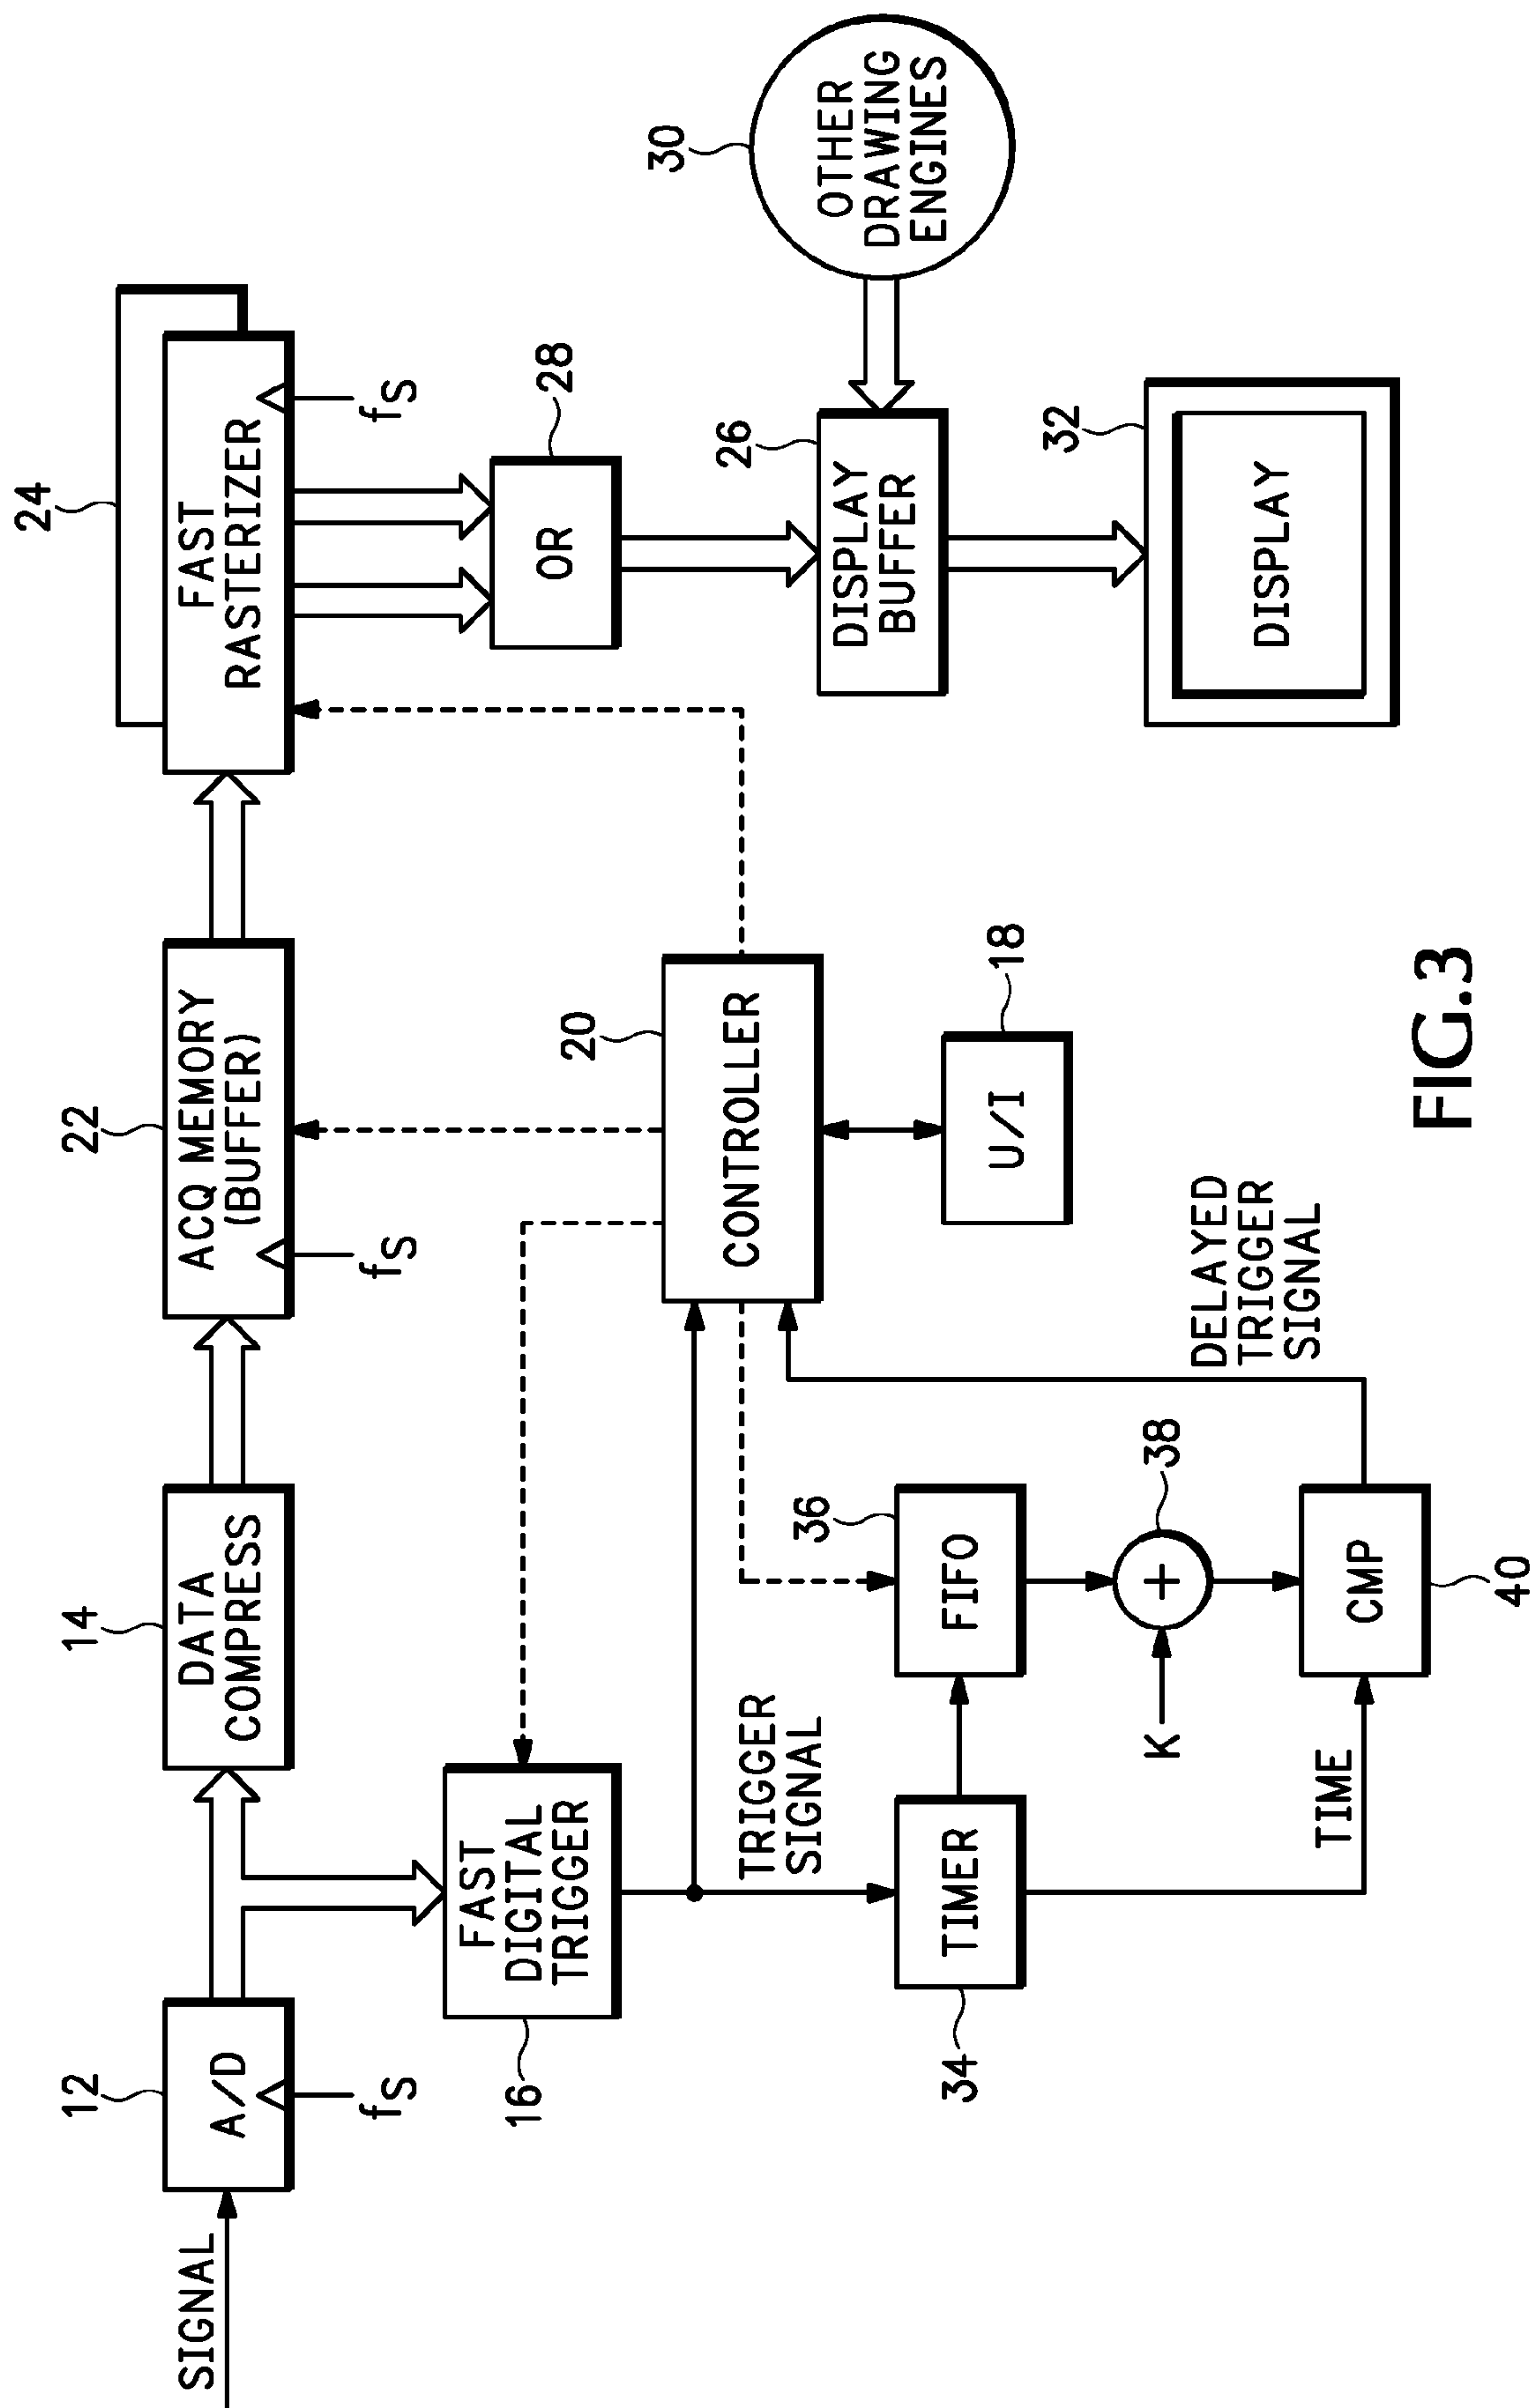 SIGNAL
12
A/D
fS
14
DATA
COMPRESS
22
ACQ MEMORY
(BUFFER)
fS
24
FAST
RASTERIZER
fS
16
FAST
DIGITAL
TRIGGER
TRIGGER
SIGNAL
20
CONTROLLER
18
U/I
28
OR
26
DISPLAY
BUFFER
30
OTHER
DRAWING
ENGINES
32
DISPLAY
34
TIMER
36
FIFO
K
38
+
TIME
CMP
40
DELAYED
TRIGGER
SIGNAL
FIG.3